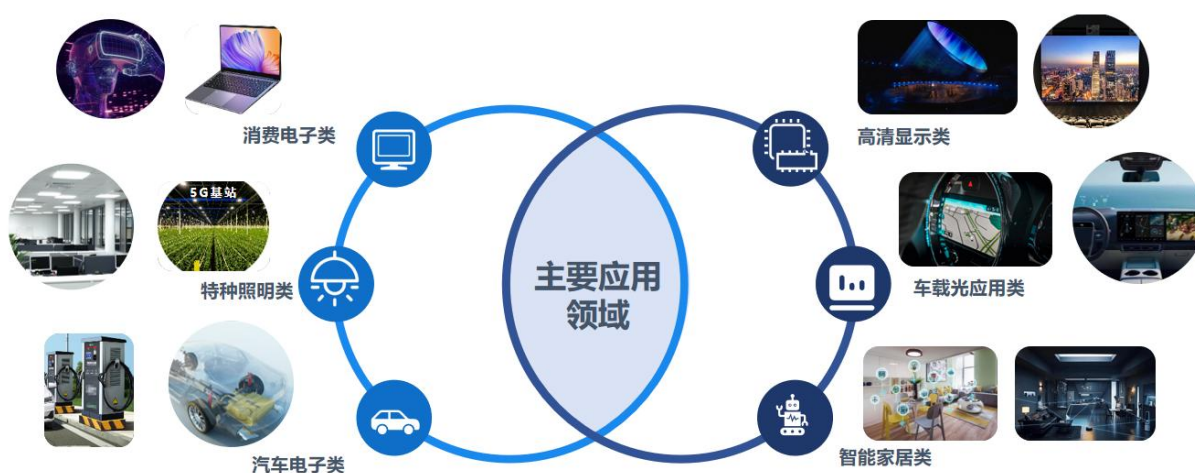 消费电子类
高清显示类
5G基站
特种照明类
主要应用
领域
车载光应用类
汽车电子类
智能家居类